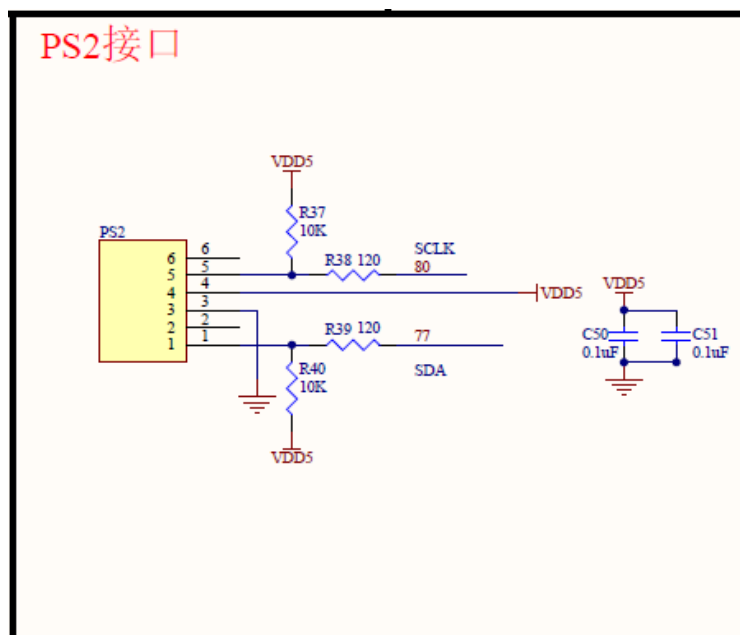 PS2接口
VDD5
R37
10K
PS2
6
6
5
5
R38 120
SCLK
80
4
4
VDD5
3
3
2
2
1
1
R39 120
77
SDA
R40
10K
VDD5
VDD5
C50
0.1uF
C51
0.1uF